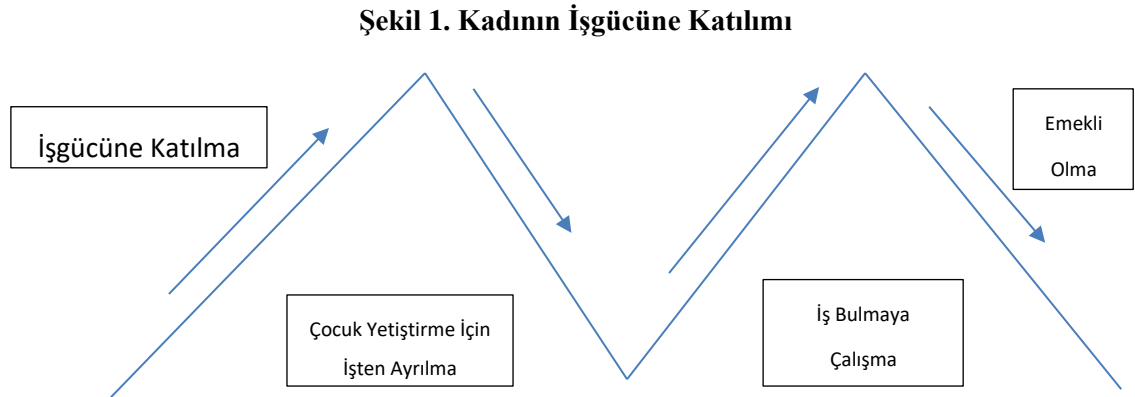 Şekil 1. Kadının İşgücüne Katılımı
İşgücüne Katılma
Çocuk Yetiştirme İçin
İşten Ayrılma
İş Bulmaya
Çalışma
Emekli
Olma